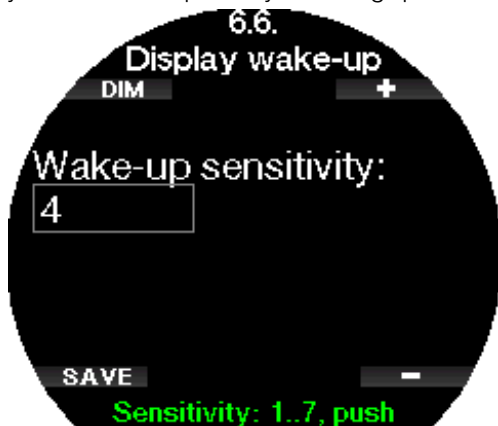 6.6.
Display wake-up
DIM +
Wake-up sensitivity:
4
SAVE -
Sensitivity: 1..7, push